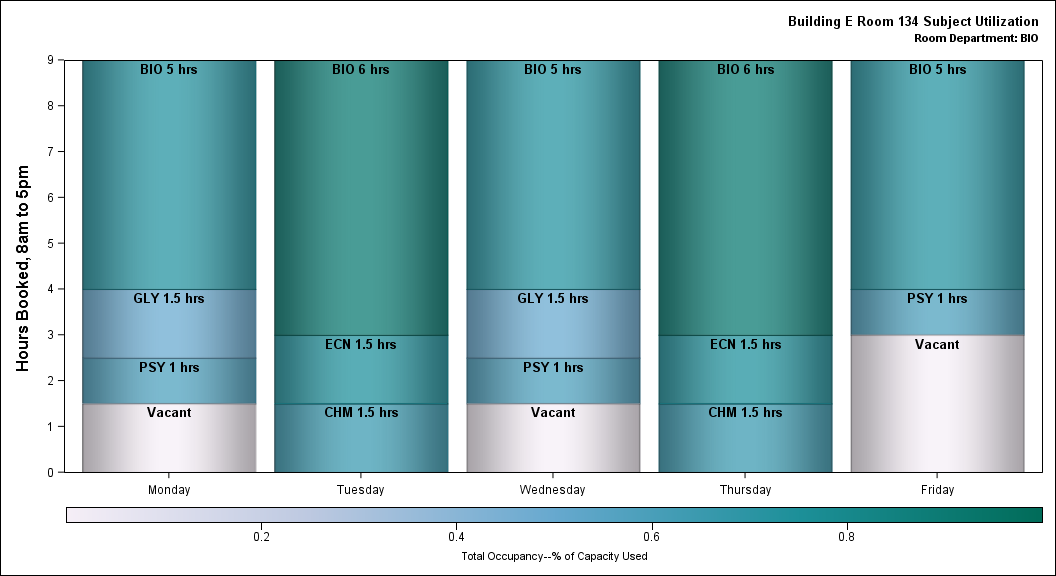 Building E Room 134 Subject Utilization
Room Department: BIO
Hours Booked, 8am to 5pm
9
8
7
6
5
4
3
2
1
0
BIO 5 hrs
GLY 1.5 hrs
PSY 1 hrs
Vacant
BIO 6 hrs
ECN 1.5 hrs
CHM 1.5 hrs
BIO 5 hrs
GLY 1.5 hrs
PSY 1 hrs
Vacant
BIO 6 hrs
ECN 1.5 hrs
CHM 1.5 hrs
BIO 5 hrs
PSY 1 hrs
Vacant
Monday Tuesday Wednesday Thursday Friday
0.2 0.4 0.6 0.8
Total Occupancy--% of Capacity Used